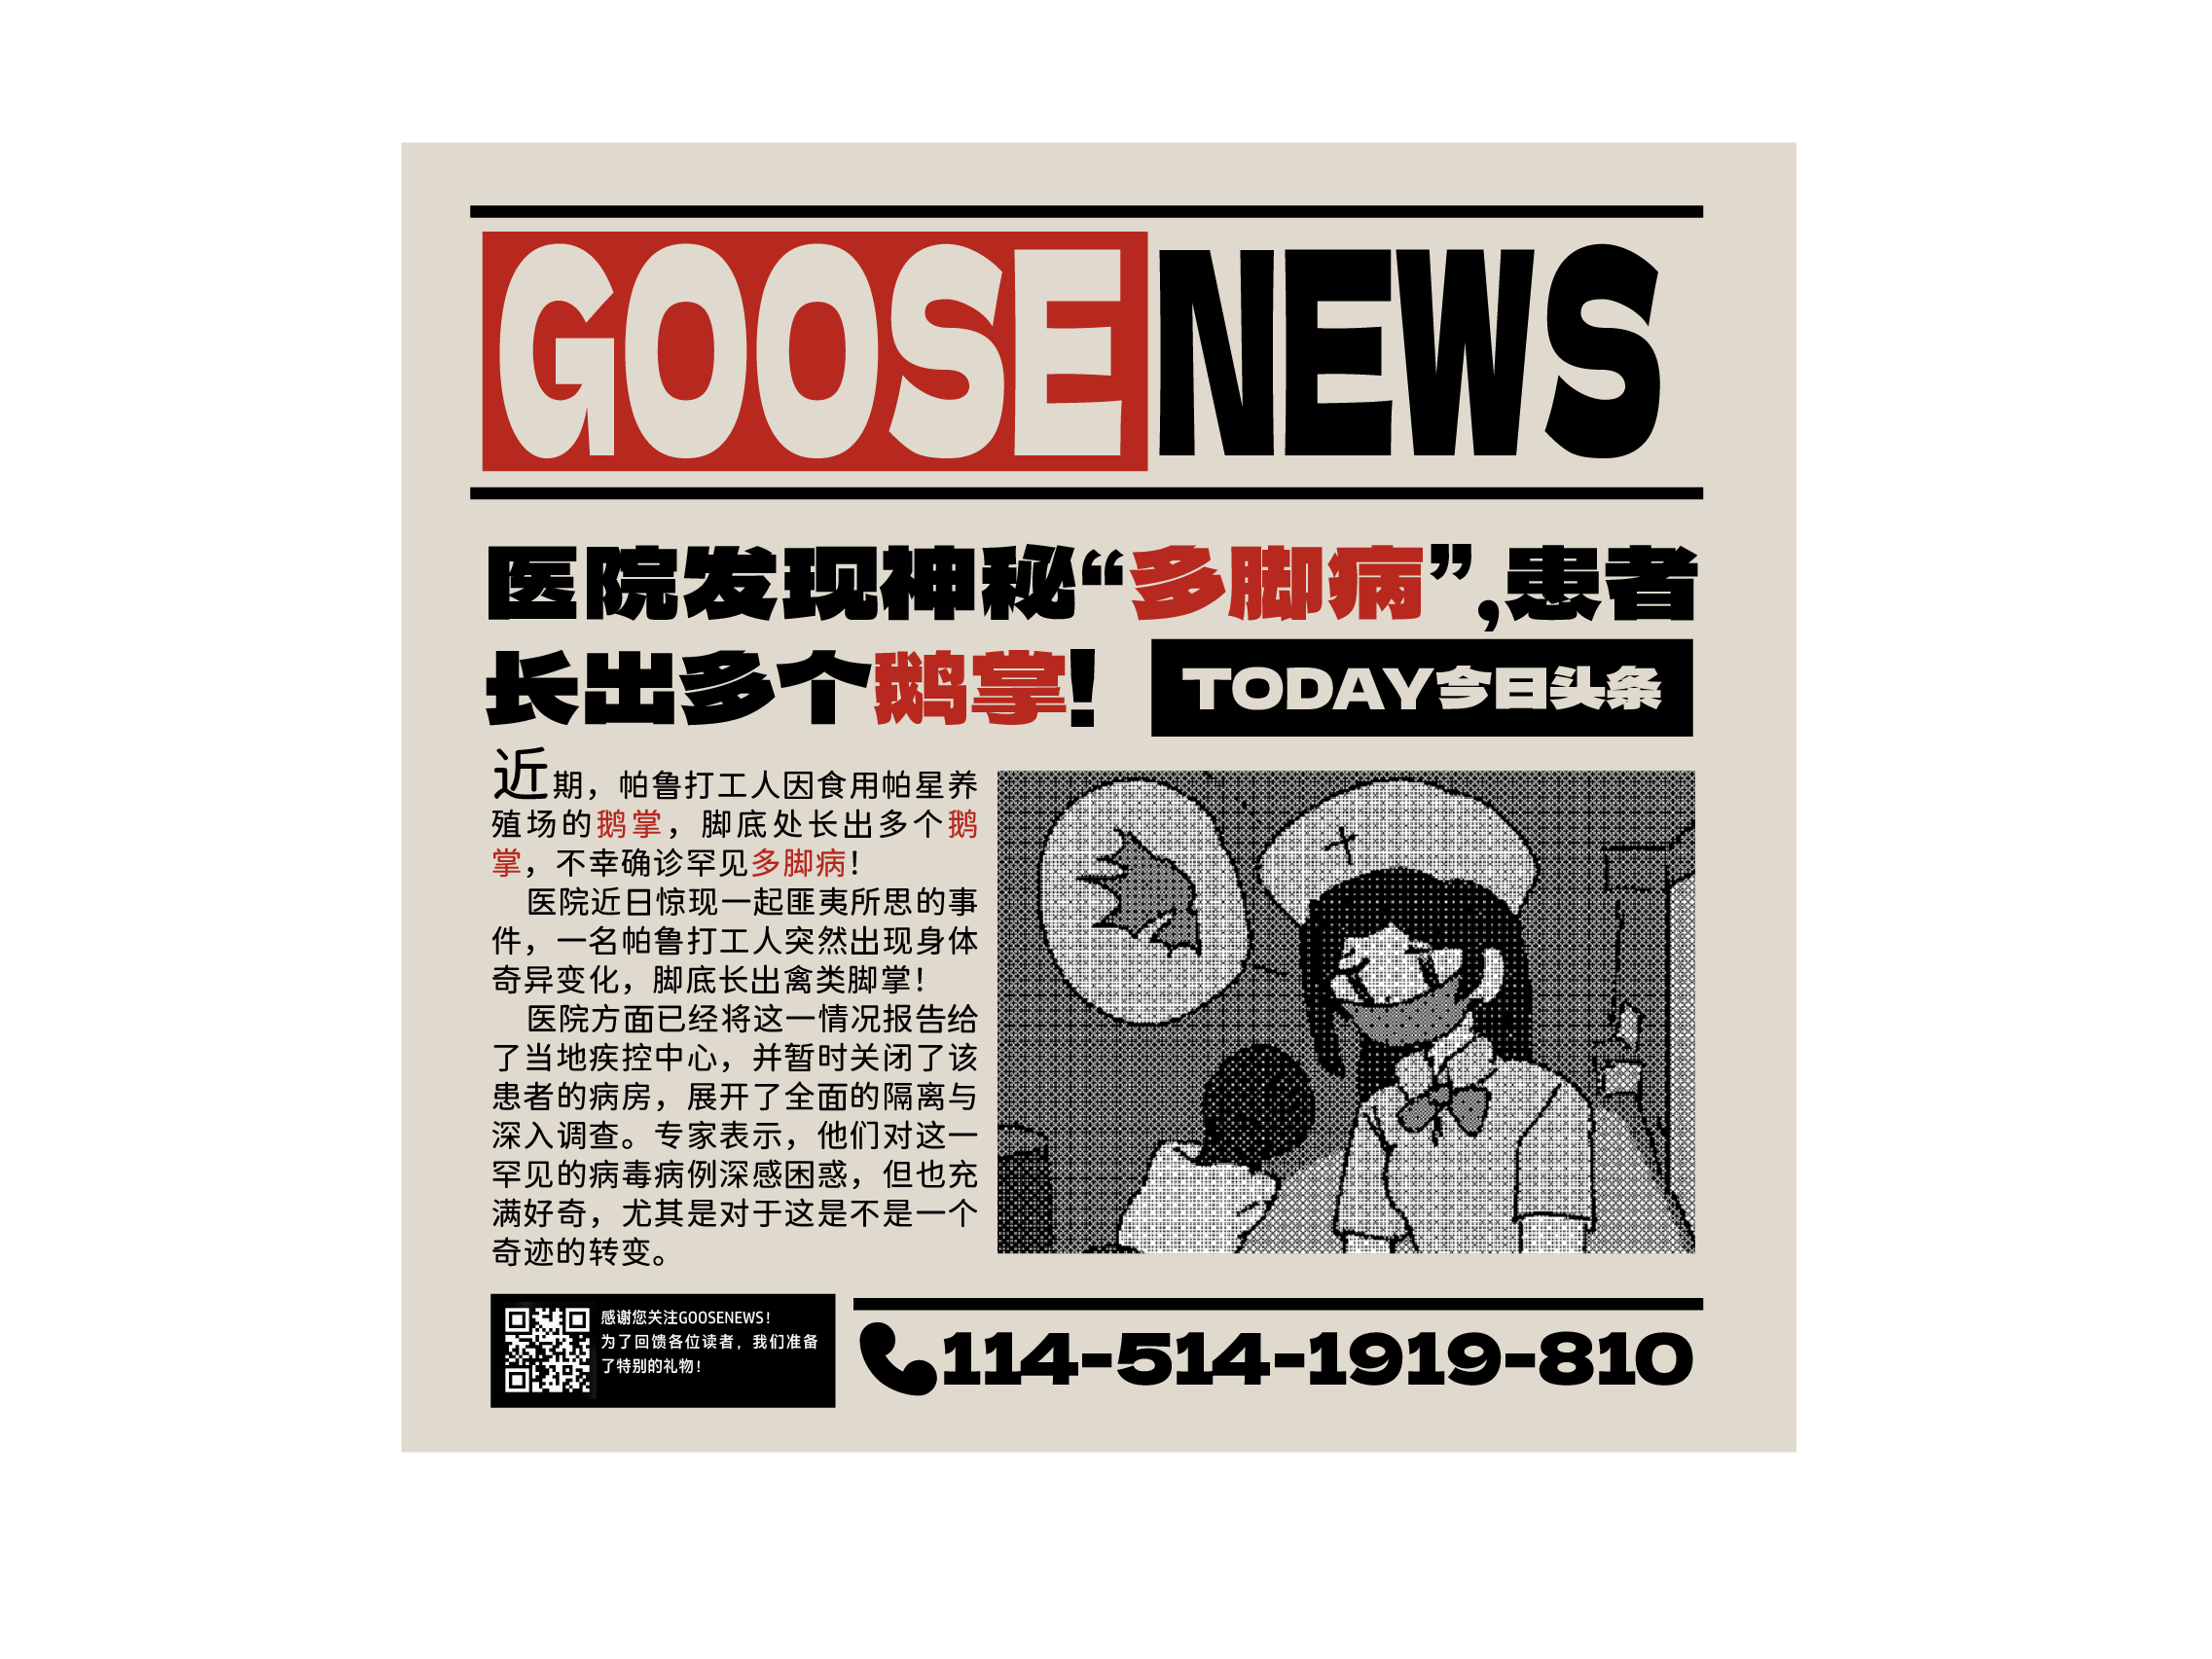 GOOSE NEWS
医院发现神秘“多脚病”,患者
长出多个鹅掌!
TODAY今日头条
近期，帕鲁打工人因食用帕星养
殖场的鹅掌，脚底处长出多个鹅
掌，不幸确诊罕见多脚病！
医院近日惊现一起匪夷所思的事
件，一名帕鲁打工人突然出现身体
奇异变化，脚底长出禽类脚掌！
医院方面已经将这一情况报告给
了当地疾控中心，并暂时关闭了该
患者的病房，展开了全面的隔离与
深入调查。专家表示，他们对这一
罕见的病毒病例深感困惑，但也充
满好奇，尤其是对于这是不是一个
奇迹的转变。
感谢您关注GOOSENEWS！
为了回馈各位读者，我们准备
了特别的礼物！
114-514-1919-810